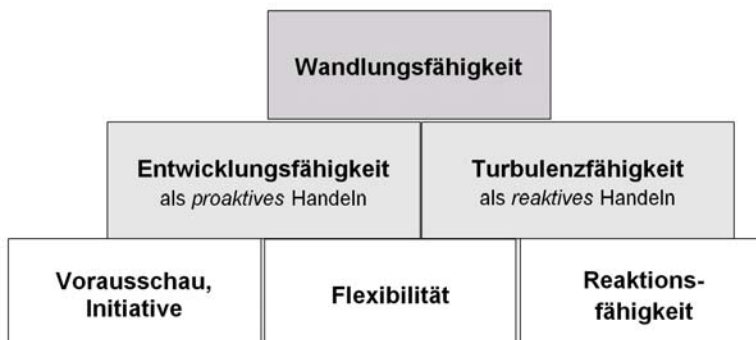 Wandlungsfähigkeit
Entwicklungsfähigkeit
als proaktives Handeln
Turbulenzfähigkeit
als reaktives Handeln
Vorausschau,
Initiative
Flexibilität
Reaktions-
fähigkeit